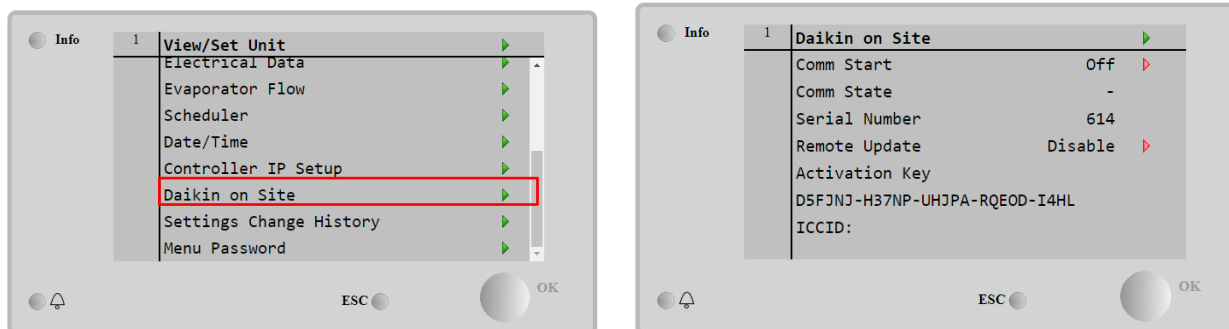 Info
1 View/Set Unit
Electrical Data
Evaporator Flow
Scheduler
Date/Time
Controller IP Setup
Daikin on Site
Settings Change History
Menu Password
ESC
OK
Info
1 Daikin on Site
Comm Start Off
Comm State -
Serial Number 614
Remote Update Disable
Activation Key
D5FJNJ-H37NP-UHJPA-RQEOD-I4HL
ICCID:
ESC
OK